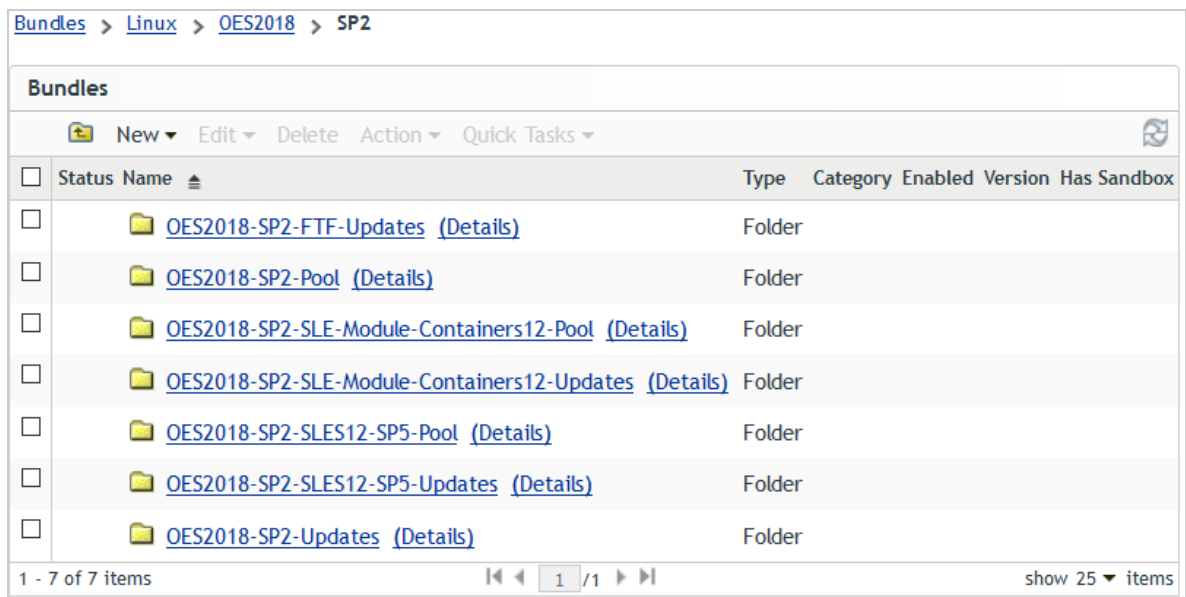 Bundles > Linux > OES2018 > SP2
Bundles
New Edit Delete Action Quick Tasks
Status Name Type Category Enabled Version Has Sandbox
OES2018-SP2-FTF-Updates (Details) Folder
OES2018-SP2-Pool (Details) Folder
OES2018-SP2-SLE-Module-Containers12-Pool (Details) Folder
OES2018-SP2-SLE-Module-Containers12-Updates (Details) Folder
OES2018-SP2-SLES12-SP5-Pool (Details) Folder
OES2018-SP2-SLES12-SP5-Updates (Details) Folder
OES2018-SP2-Updates (Details) Folder
1 - 7 of 7 items 1 /1 show 25 items